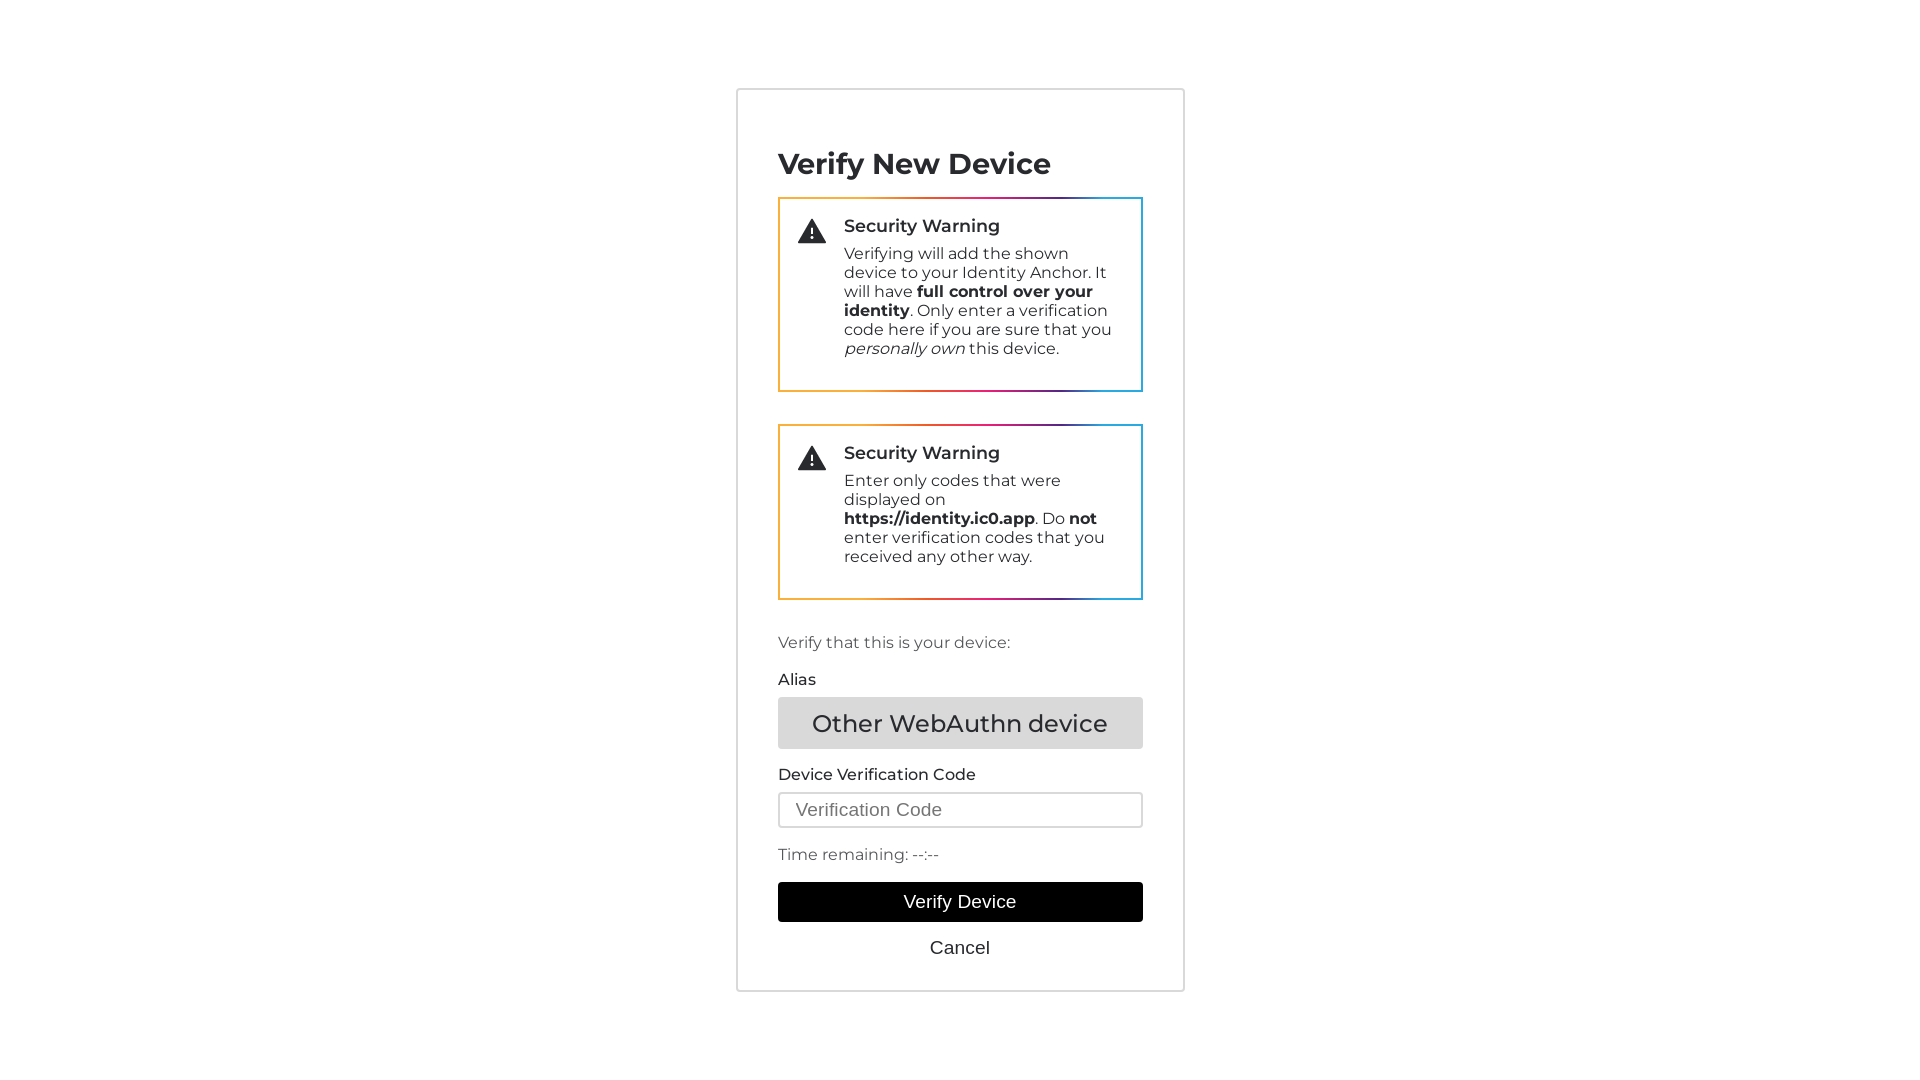 Verify New Device
Security Warning
Verifying will add the shown
device to your Identity Anchor. It
will have full control over your
identity. Only enter a verification
code here if you are sure that you
personally own this device.
Security Warning
Enter only codes that were
displayed on
https://identity.ic0.app. Do not
enter verification codes that you
received any other way.
Verify that this is your device:
Alias
Other WebAuthn device
Device Verification Code
Verification Code
Time remaining: --:--
Verify Device
Cancel